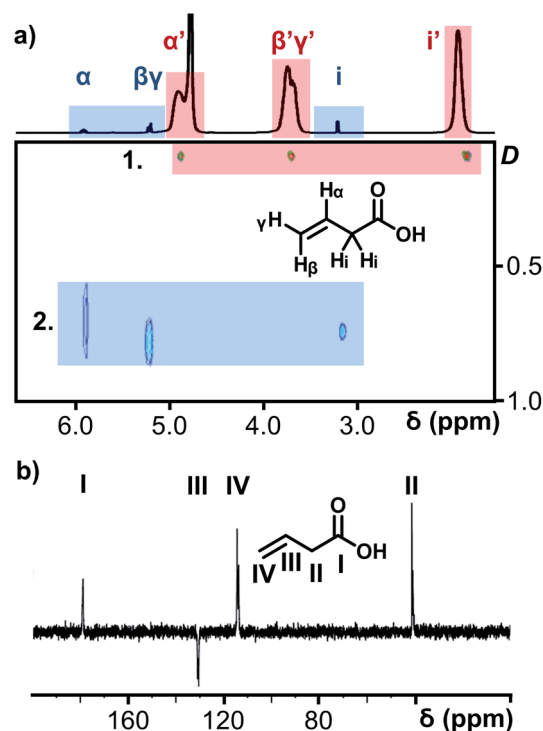 a)
α’ β’γ’ i’
α βγ i
1. D
Hα O
γH OH
Hβ Hi Hi
0.5
2.
1.0
6.0 5.0 4.0 3.0 δ (ppm)
b)
I III IV II
O
OH
IV III II I
160 120 80 δ (ppm)